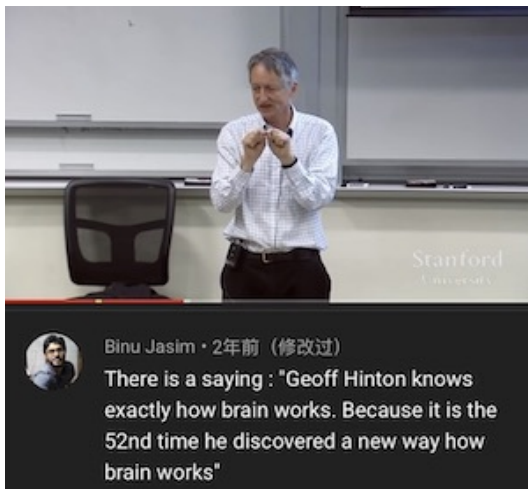 Stanford
University
Binu Jasim • 2年前（修改过）
There is a saying : "Geoff Hinton knows
exactly how brain works. Because it is the
52nd time he discovered a new way how
brain works"